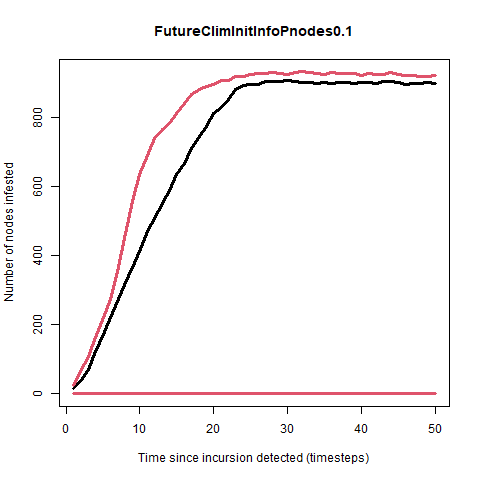 FutureClimInitInfoPnodes0.1
Number of nodes infested
800
600
400
200
0
0 10 20 30 40 50
Time since incursion detected (timesteps)